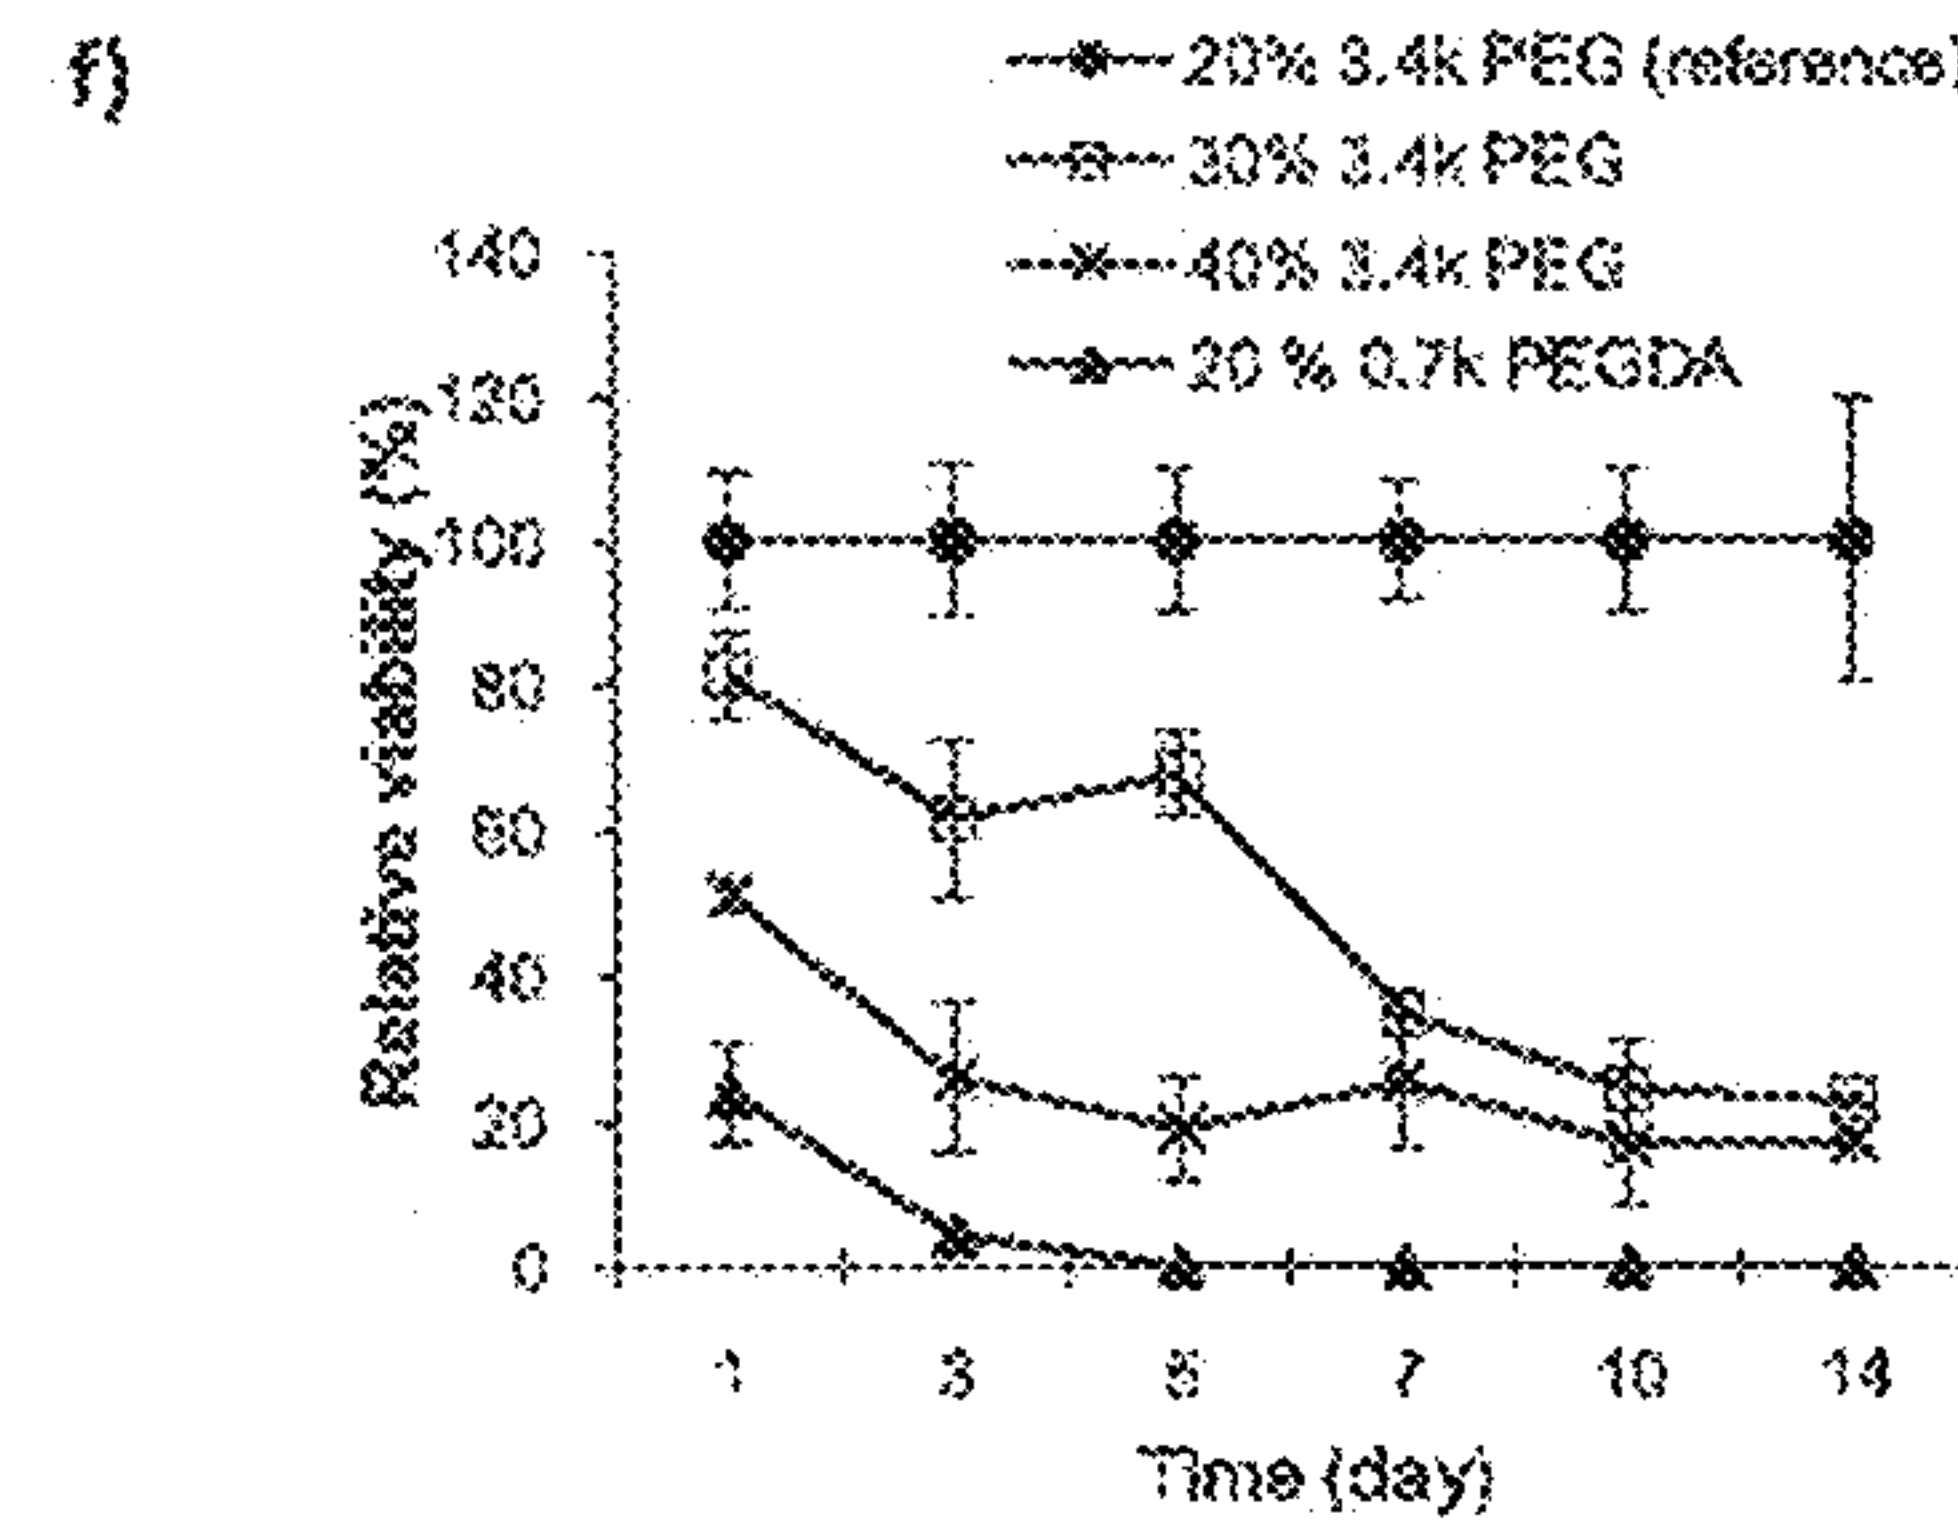 f)
20% 3.4k PEG (reference)
30% 3.4k PEG
40% 3.4k PEG
20 % 0.7k PEGDA
Relative viability (%)
140
120
100
80
60
40
20
0
1 3 5 7 10 14
Time (day)